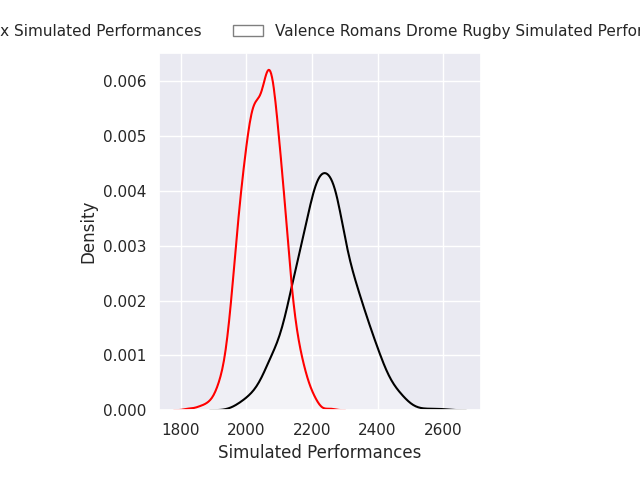 x Simulated Performances
Valence Romans Drome Rugby Simulated Perfor
0.006
0.005
0.004
0.003
0.002
0.001
0.000
Density
1800 2000 2200 2400 2600
Simulated Performances